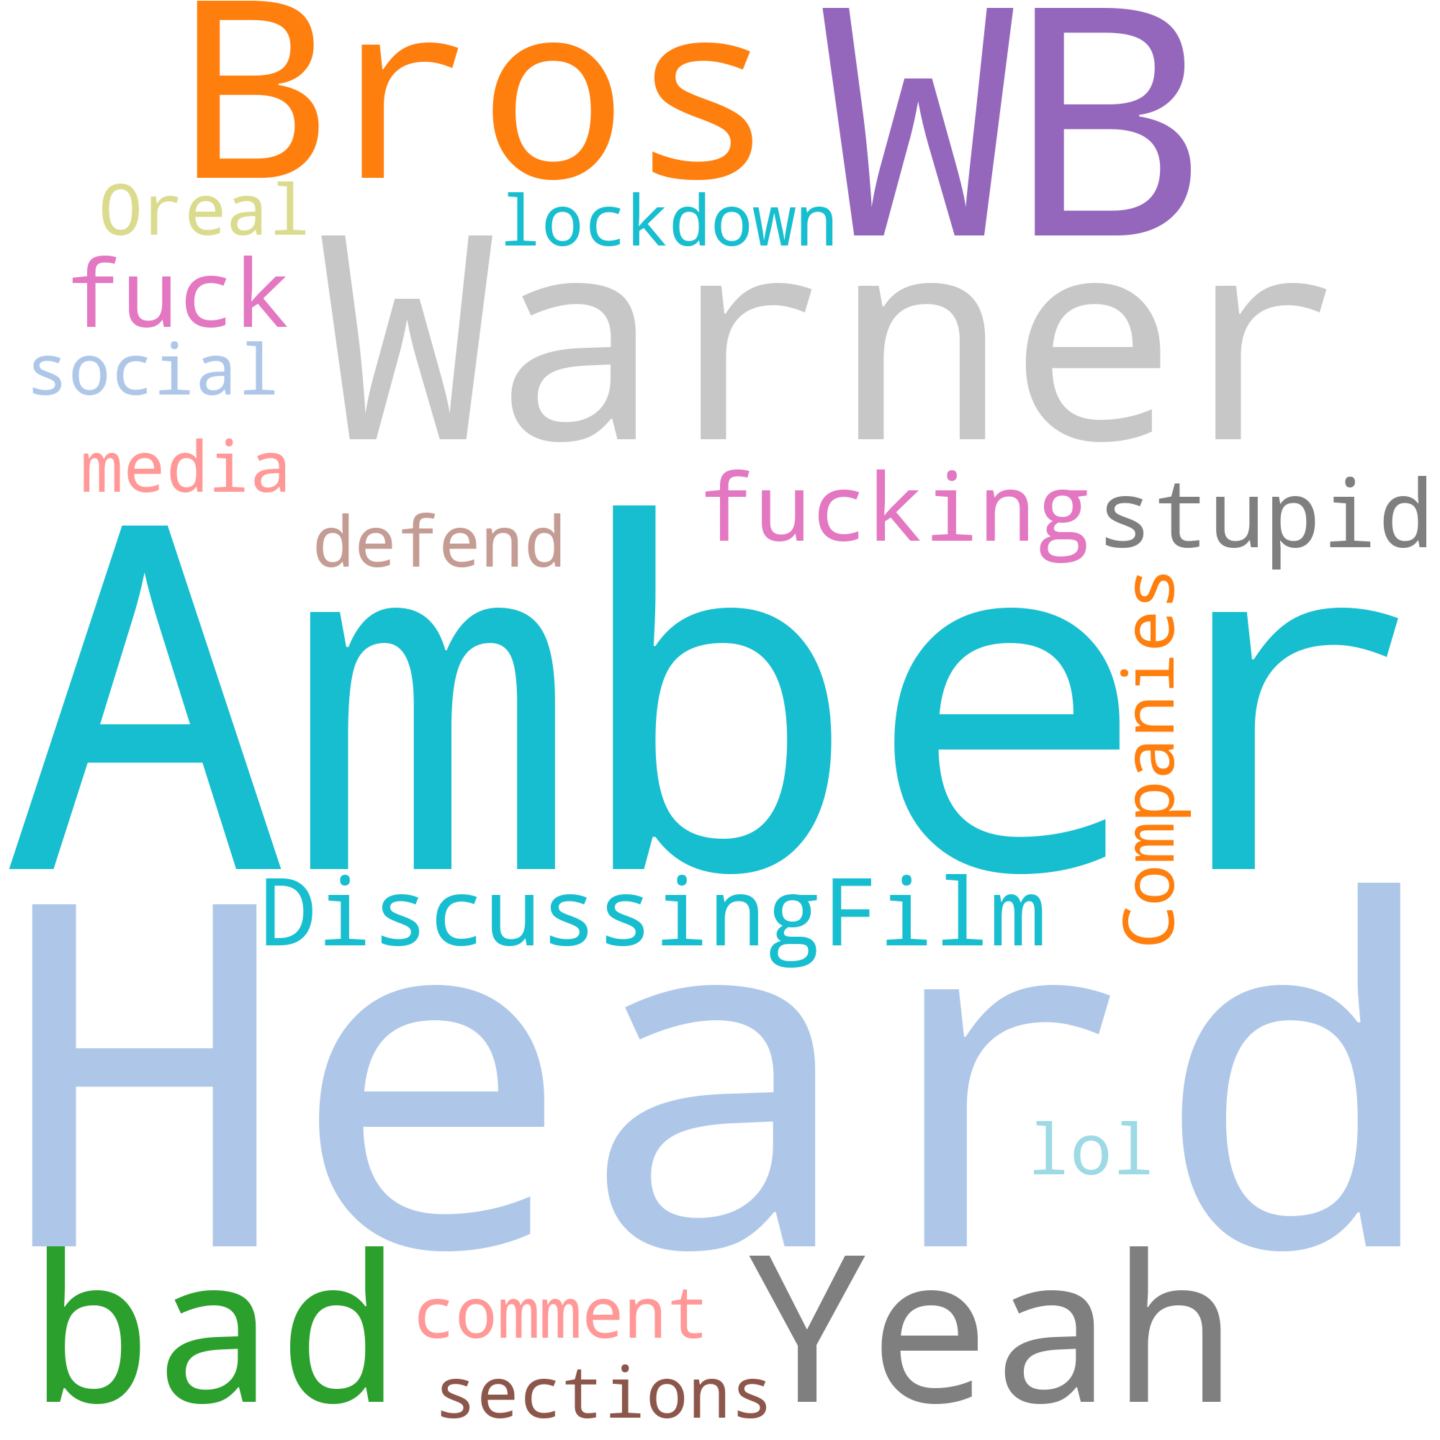 Bros WB
Oreal lockdown
fuck Warner
social
media
fucking stupid
defend
Amber
Companies
DiscussingFilm
Heard
lol
bad Yeah
comment
sections